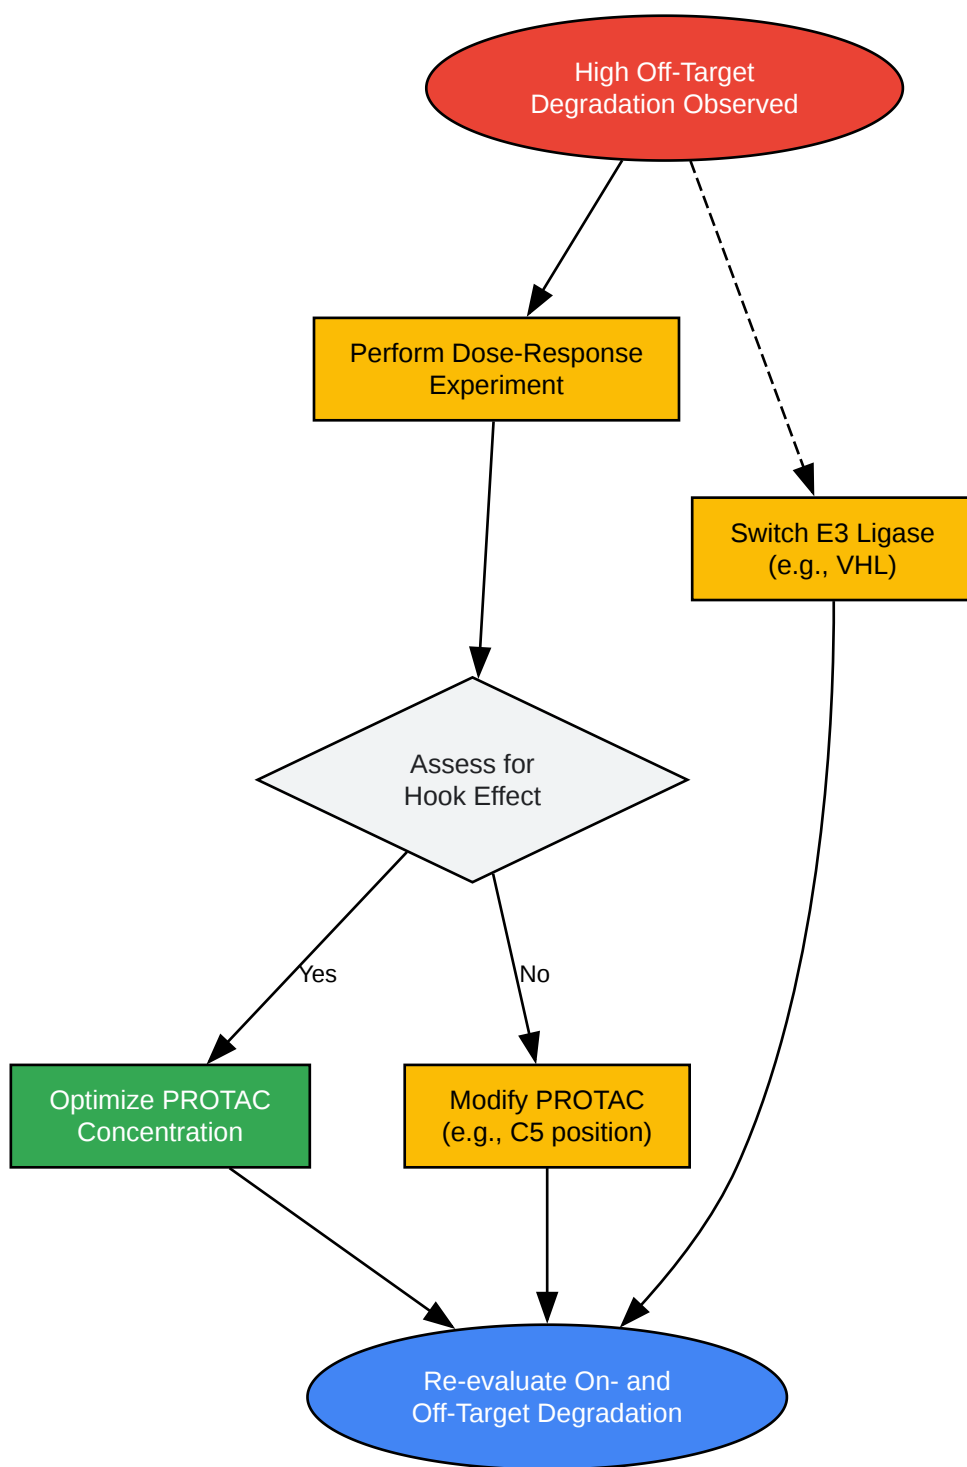 High Off-Target
Degradation Observed
Perform Dose-Response
Experiment
Switch E3 Ligase
(e.g., VHL)
Assess for
Hook Effect
Yes
No
Optimize PROTAC
Concentration
Modify PROTAC
(e.g., C5 position)
Re-evaluate On- and
Off-Target Degradation